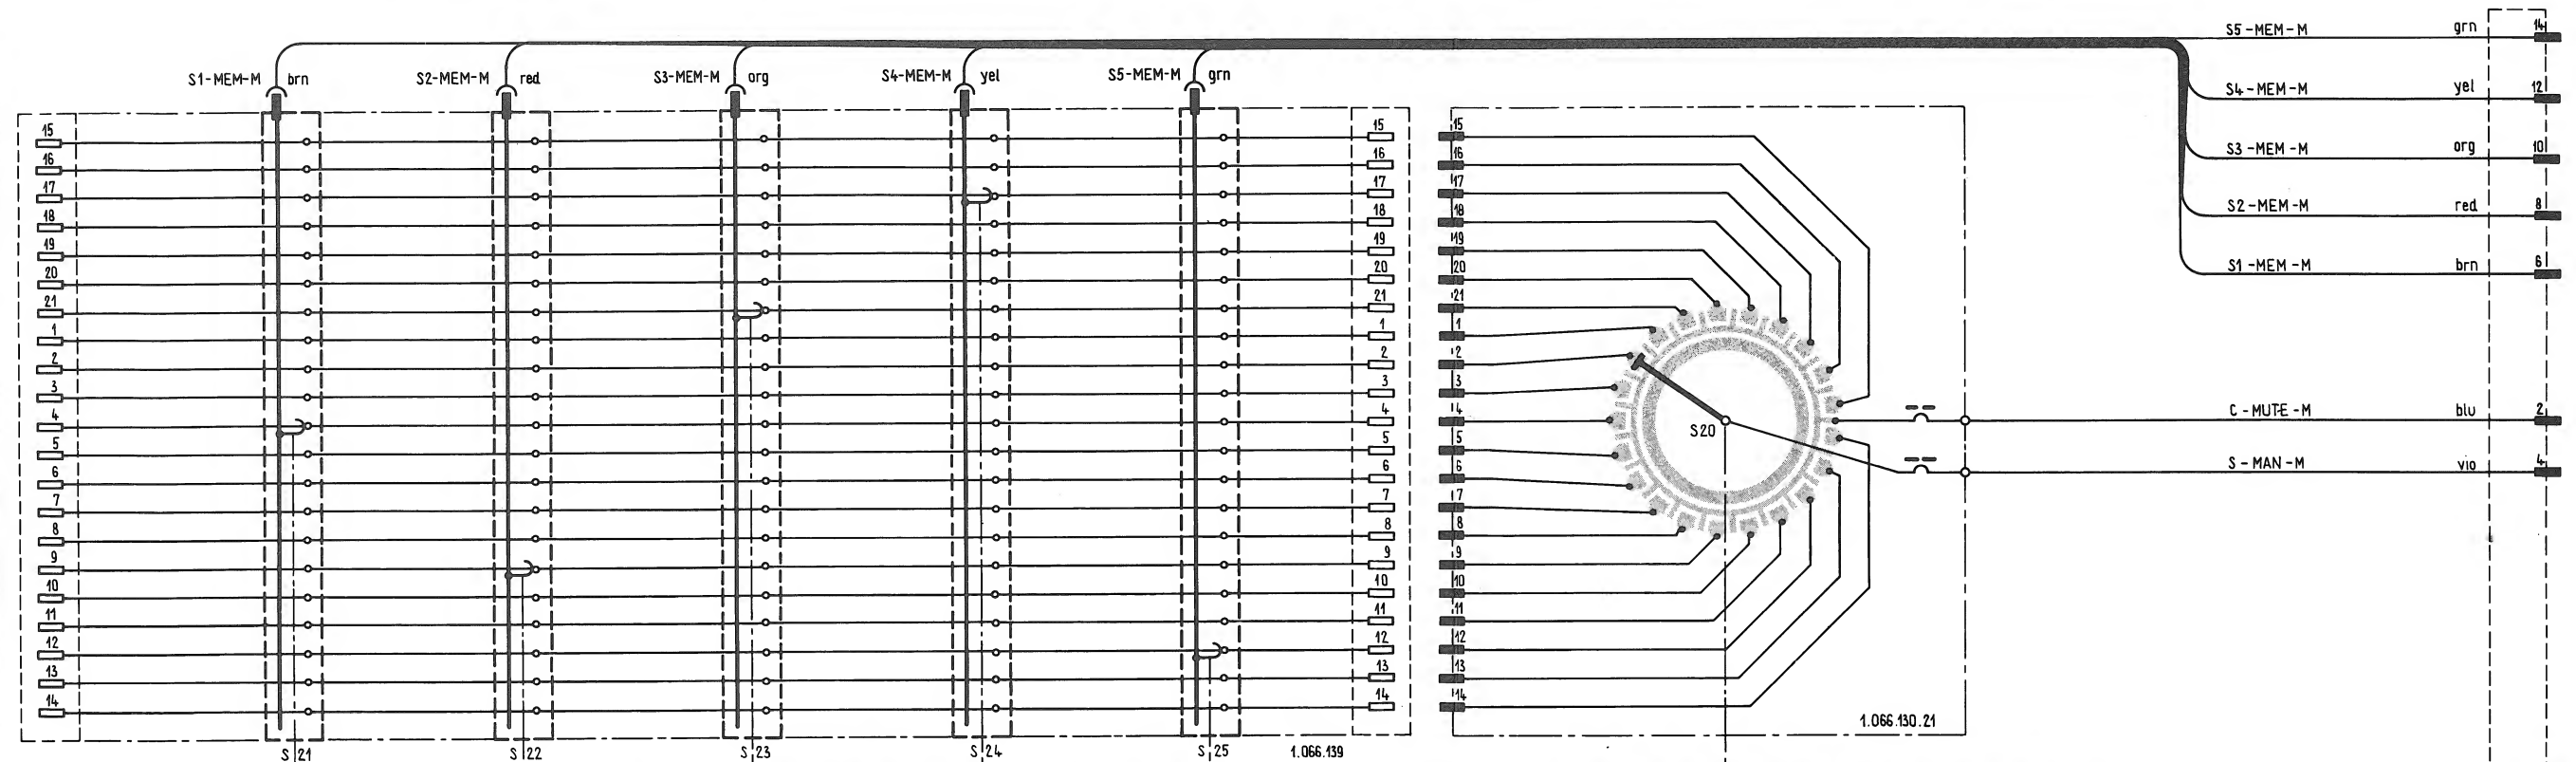 S5-MEM-M grn 14
S1-MEM-M brn S2-MEM-M red S3-MEM-M org S4-MEM-M yel S5-MEM-M grn
S4-MEM-M yel 12
15 15 15
S3-MEM-M org 10
16 16 16
17 17 17
S2-MEM-M red 8
18 18 18
19 19 19
S1-MEM-M brn 6
20 20 20
21 21 21
1 1 1
2 2 2
3 3 3
4 4 4
C-MUTE-M blu 2
S20
5 5 5
S-MAN-M vio 4
6 6 6
7 7 7
8 8 8
9 9 9
10 10 10
11 11 11
12 12 12
13 13 13
14 14 14
1.066.130.21
S 21 S 22 S 23 S 24 S 25 1.066.139